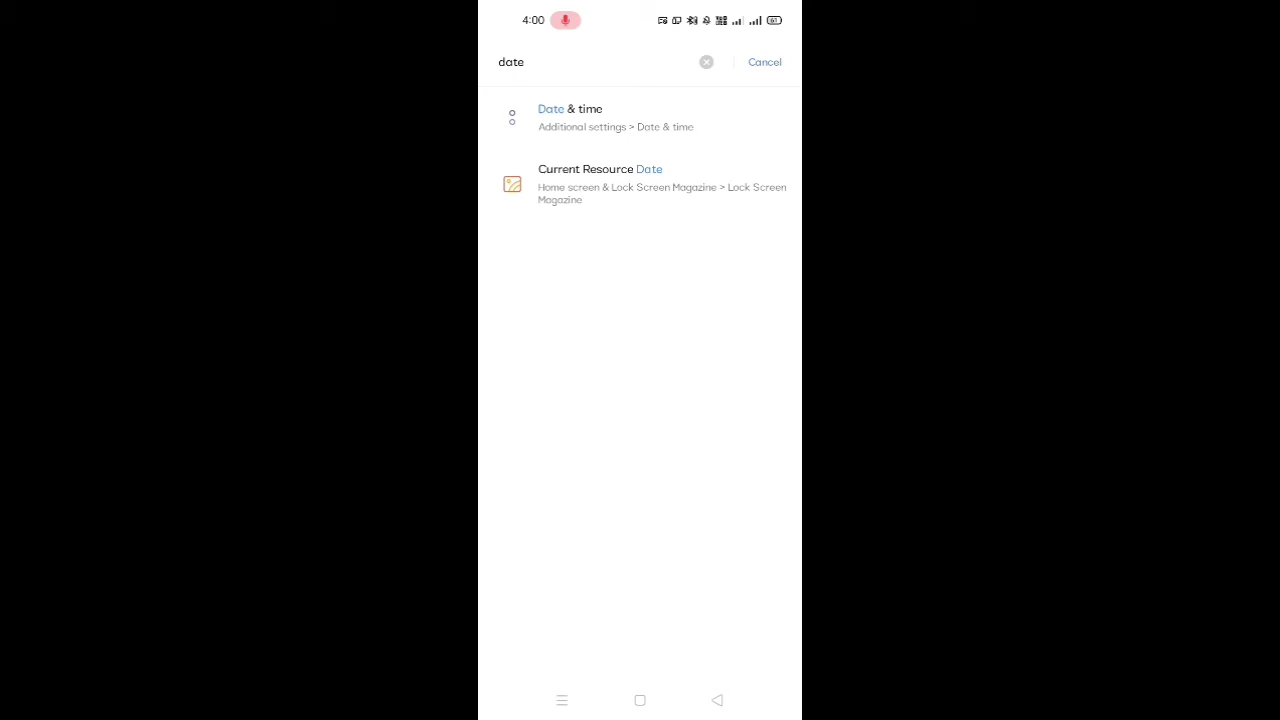 4:00
date
Cancel
Date & time
Additional settings > Date & time
Current Resource Date
Home screen & Lock Screen Magazine > Lock Screen
Magazine